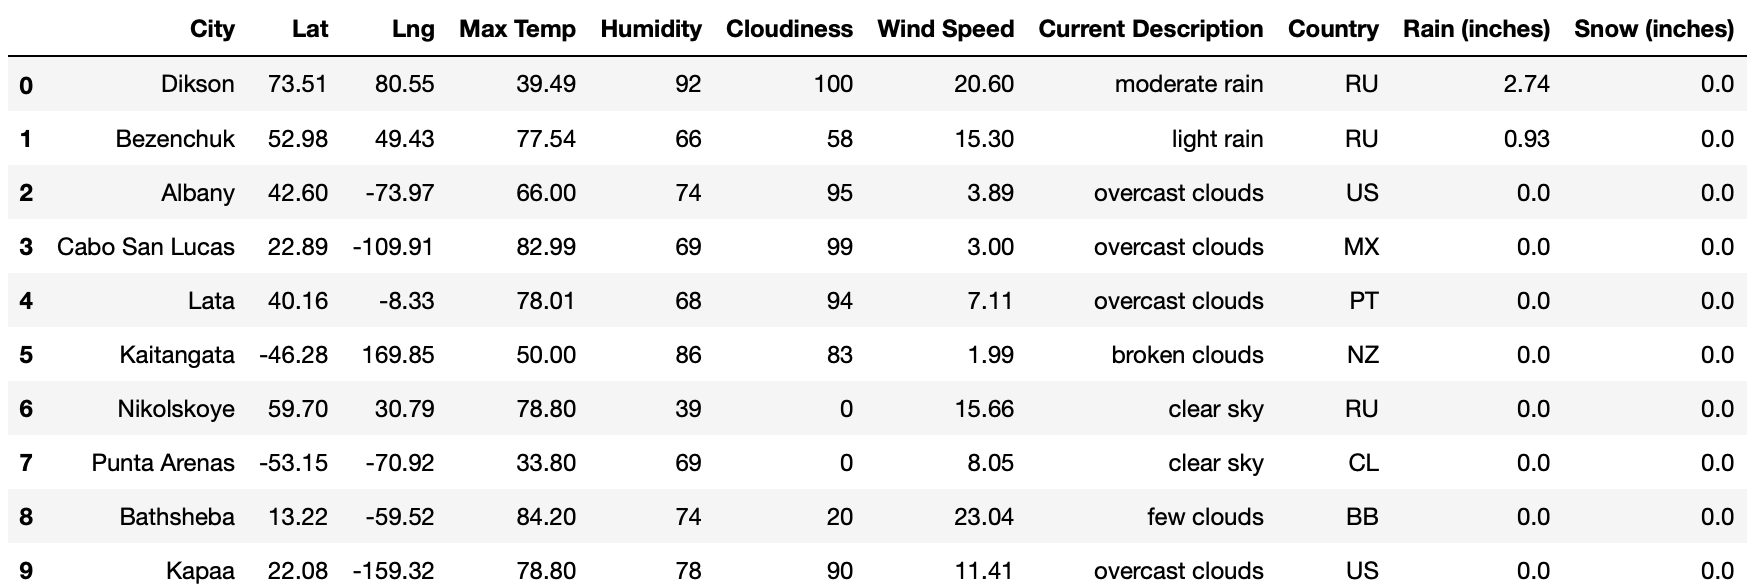 City Lat Lng Max Temp Humidity Cloudiness Wind Speed Current Description Country Rain (inches) Snow (inches)
0 Dikson 73.51 80.55 39.49 92 100 20.60 moderate rain RU 2.74 0.0
1 Bezenchuk 52.98 49.43 77.54 66 58 15.30 light rain RU 0.93 0.0
2 Albany 42.60 -73.97 66.00 74 95 3.89 overcast clouds US 0.0 0.0
3 Cabo San Lucas 22.89 -109.91 82.99 69 99 3.00 overcast clouds MX 0.0 0.0
4 Lata 40.16 -8.33 78.01 68 94 7.11 overcast clouds PT 0.0 0.0
5 Kaitangata -46.28 169.85 50.00 86 83 1.99 broken clouds NZ 0.0 0.0
6 Nikolskoye 59.70 30.79 78.80 39 0 15.66 clear sky RU 0.0 0.0
7 Punta Arenas -53.15 -70.92 33.80 69 0 8.05 clear sky CL 0.0 0.0
8 Bathsheba 13.22 -59.52 84.20 74 20 23.04 few clouds BB 0.0 0.0
9 Kapaa 22.08 -159.32 78.80 78 90 11.41 overcast clouds US 0.0 0.0